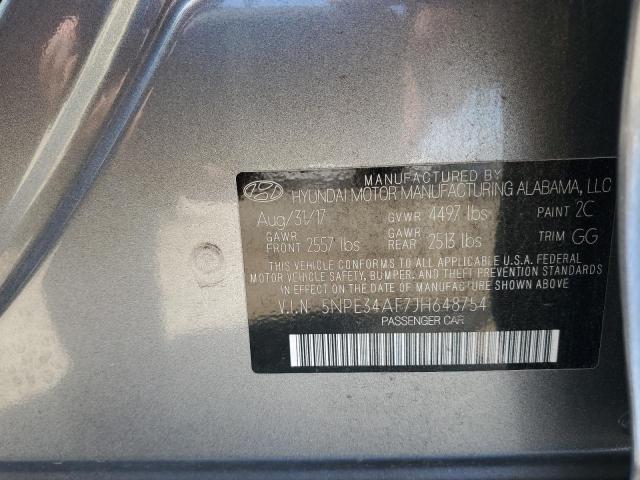 MANUFACTURED BY
HYUNDAI MOTOR MANUFACTURING ALABAMA, LLC
Aug/31/17 GVWR 4497 lbs PAINT 2C
GAWR FRONT 2557 lbs GAWR REAR 2513 lbs TRIM GG
THIS VEHICLE CONFORMS TO ALL APPLICABLE U.S.A. FEDERAL
MOTOR VEHICLE SAFETY, BUMPER, AND THEFT PREVENTION STANDARDS
IN EFFECT ON THE DATE OF MANUFACTURE SHOWN ABOVE
V.I.N. 5NPE34AF7JH648754
PASSENGER CAR